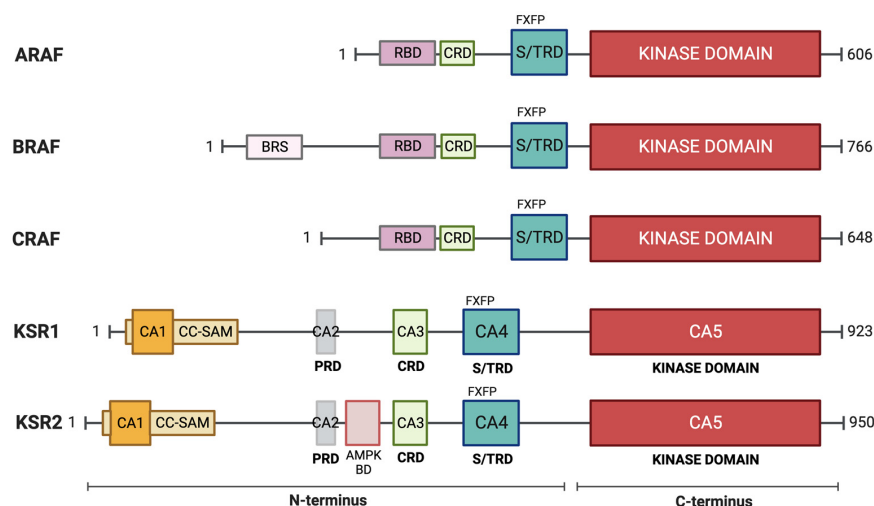 FXFP
ARAF 1 RBD CRD S/TRD KINASE DOMAIN 606
FXFP
BRAF 1 BRS RBD CRD S/TRD KINASE DOMAIN 766
FXFP
CRAF 1 RBD CRD S/TRD KINASE DOMAIN 648
FXFP
KSR1 1 CA1 CC-SAM CA2 CA3 CA4 CA5 923
PRD CRD S/TRD KINASE DOMAIN
FXFP
KSR2 1 CA1 CC-SAM CA2 CA3 CA4 CA5 950
PRD AMPK CRD S/TRD KINASE DOMAIN
BD
N-terminus C-terminus